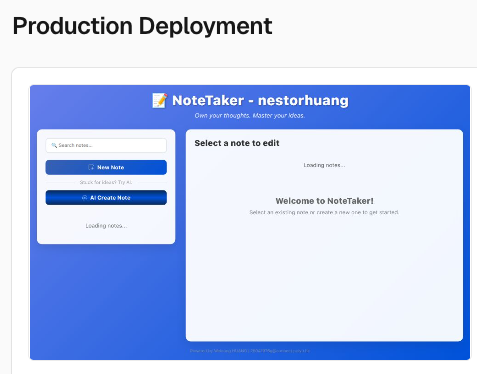 Production Deployment
📝 NoteTaker - nestorhuang
Own your thoughts. Master your ideas.
🔍 Search notes...
New Note
Stuck for ideas? Try AI.
AI Create Note
Loading notes...
Select a note to edit
Loading notes...
Welcome to NoteTaker!
Select an existing note or create a new one to get started.